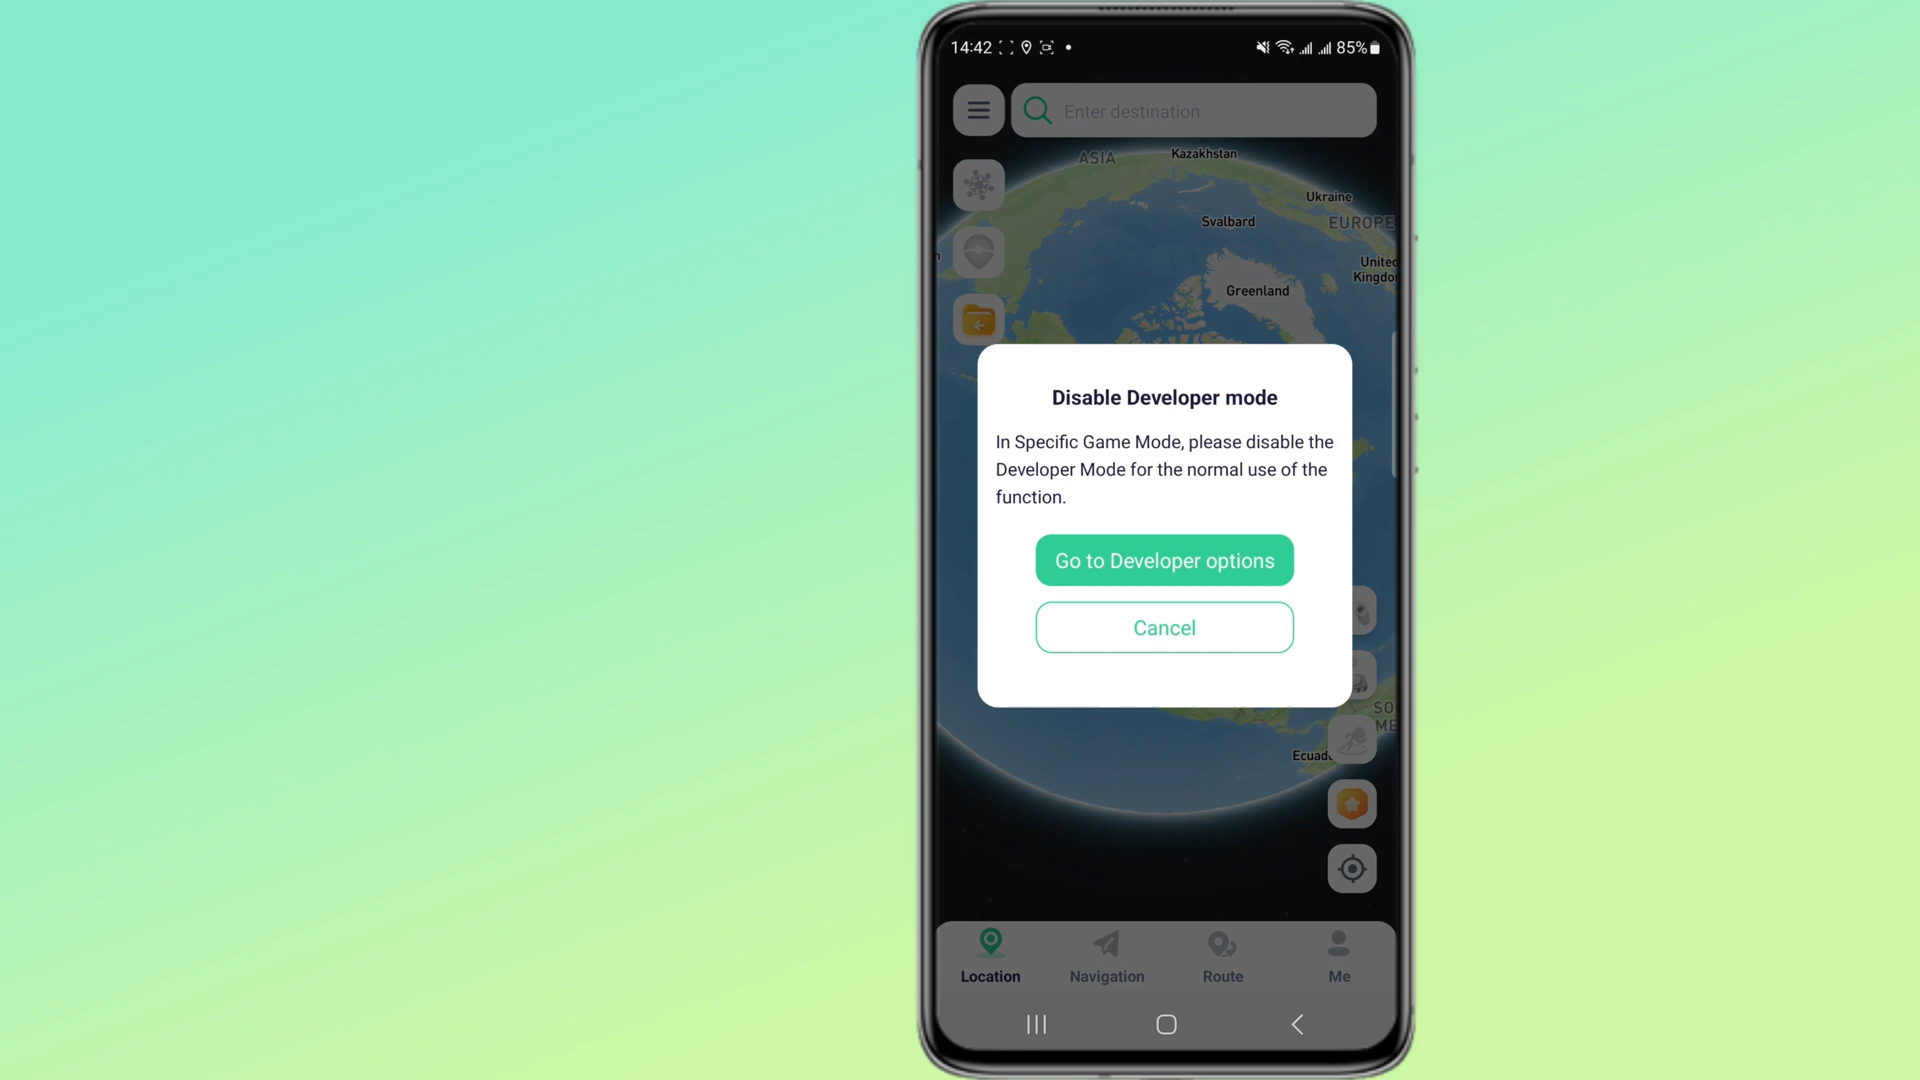 14:42
85%
Enter destination
ASIA
Kazakhstan
Ukraine
Svalbard
EUROPE
United
Kingdo
Greenland
Disable Developer mode
In Specific Game Mode, please disable the
Developer Mode for the normal use of the
function.
Go to Developer options
Cancel
SO
ME
Ecuad
Location
Navigation
Route
Me